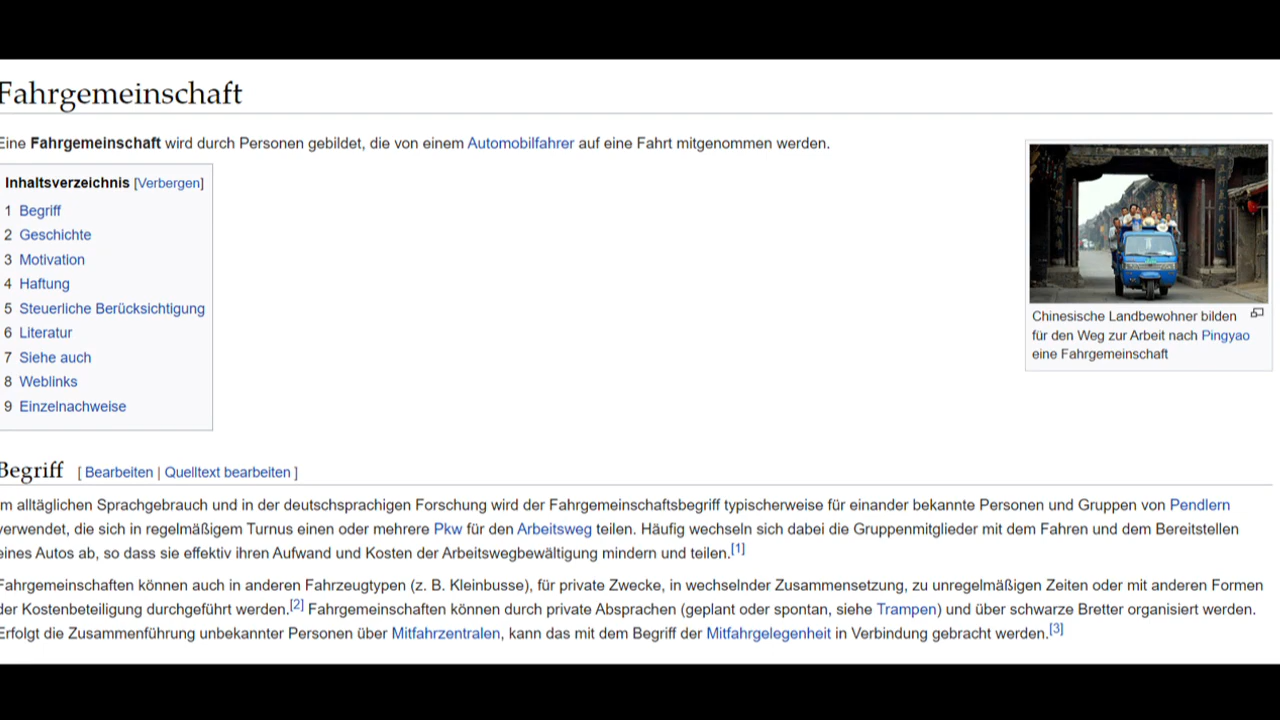 Fahrgemeinschaft
Eine Fahrgemeinschaft wird durch Personen gebildet, die von einem Automobilfahrer auf eine Fahrt mitgenommen werden.
Inhaltsverzeichnis [Verbergen]
1 Begriff
2 Geschichte
3 Motivation
4 Haftung
5 Steuerliche Berücksichtigung
6 Literatur
7 Siehe auch
8 Weblinks
9 Einzelnachweise
Chinesische Landbewohner bilden
für den Weg zur Arbeit nach Pingyao
eine Fahrgemeinschaft
Begriff [ Bearbeiten | Quelltext bearbeiten ]
m alltäglichen Sprachgebrauch und in der deutschsprachigen Forschung wird der Fahrgemeinschaftsbegriff typischerweise für einander bekannte Personen und Gruppen von Pendlern
verwendet, die sich in regelmäßigem Turnus einen oder mehrere Pkw für den Arbeitsweg teilen. Häufig wechseln sich dabei die Gruppenmitglieder mit dem Fahren und dem Bereitstellen
eines Autos ab, so dass sie effektiv ihren Aufwand und Kosten der Arbeitswegbewältigung mindern und teilen.[1]
Fahrgemeinschaften können auch in anderen Fahrzeugtypen (z. B. Kleinbusse), für private Zwecke, in wechselnder Zusammensetzung, zu unregelmäßigen Zeiten oder mit anderen Formen
der Kostenbeteiligung durchgeführt werden.[2] Fahrgemeinschaften können durch private Absprachen (geplant oder spontan, siehe Trampen) und über schwarze Bretter organisiert werden.
Erfolgt die Zusammenführung unbekannter Personen über Mitfahrzentralen, kann das mit dem Begriff der Mitfahrgelegenheit in Verbindung gebracht werden.[3]